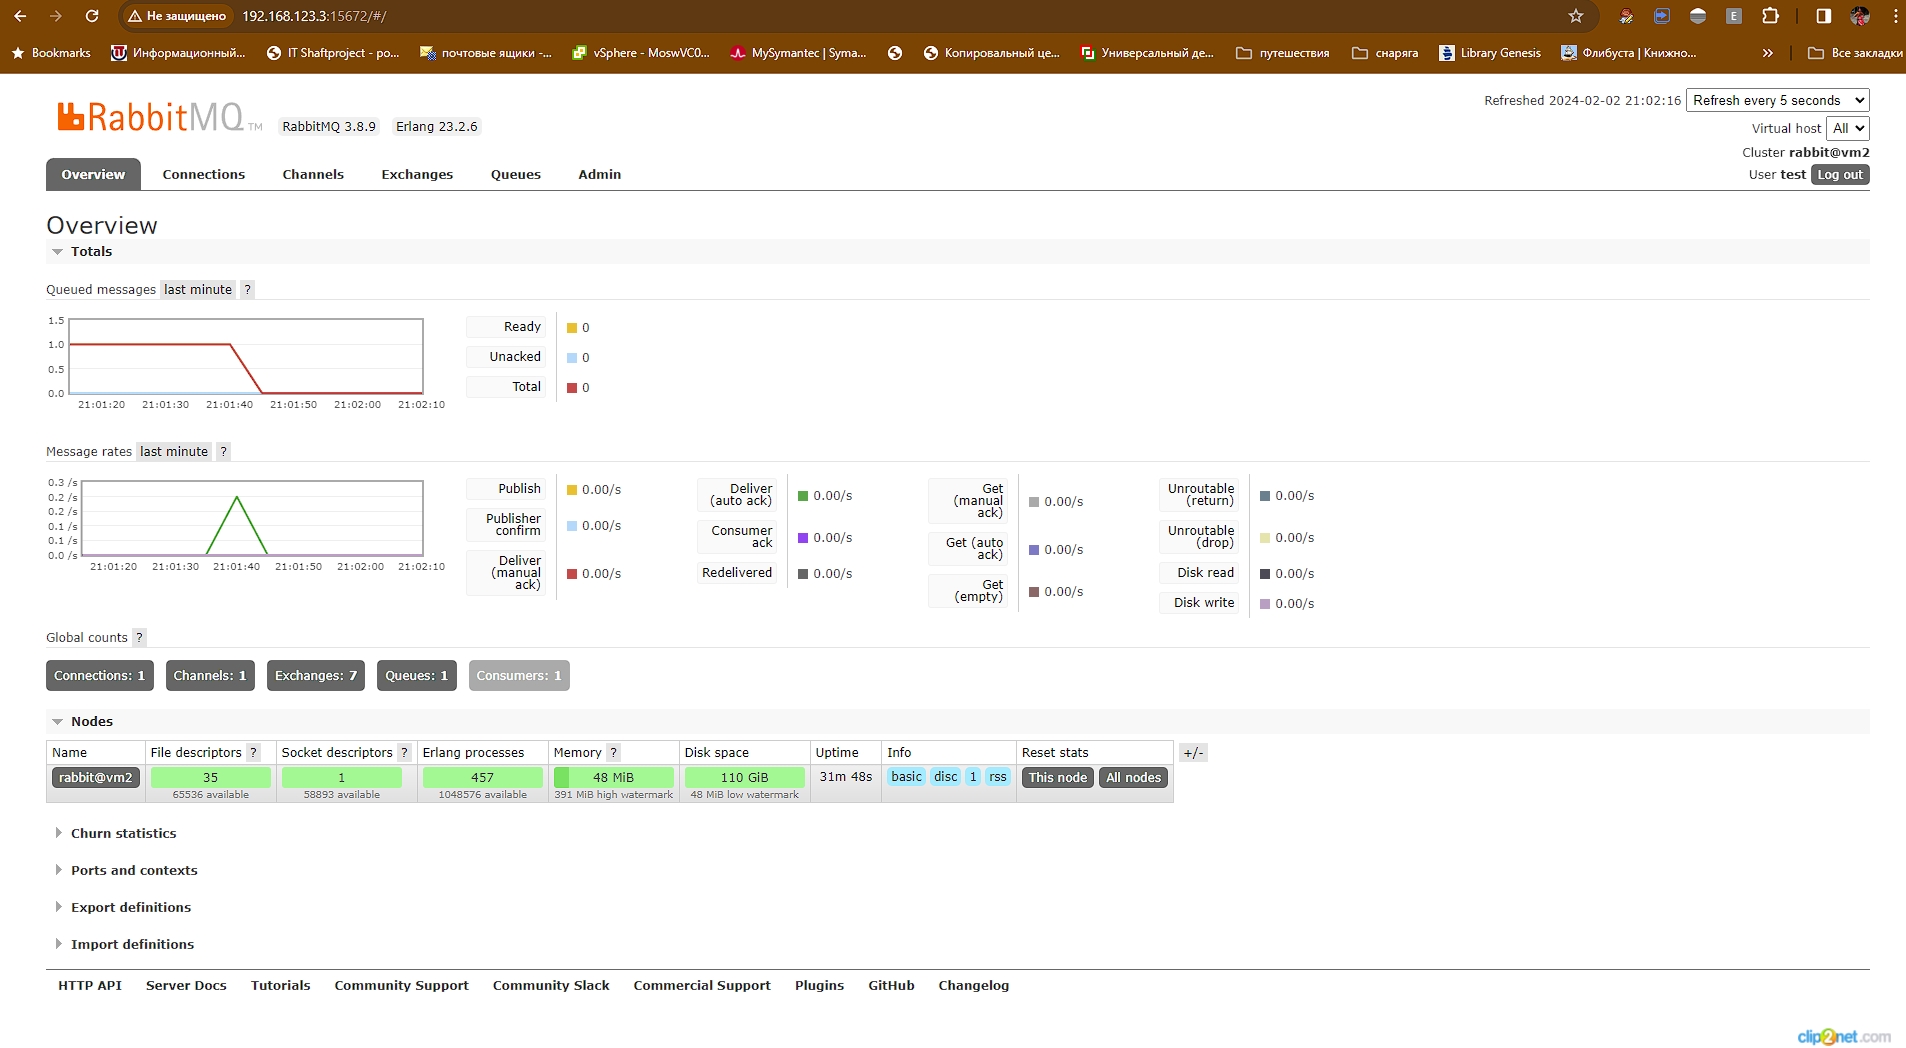 Не защищено 192.168.123.3:15672/#/
E
Bookmarks Информационный... IT Shaftproject - po... почтовые ящики -... vSphere - MoswVC0... MySymantec | Syma... Копировальный це... Универсальный де... путешествия снаряга Library Genesis Флибуста | Книжно... » Все закладки
RabbitMQ TM RabbitMQ 3.8.9 Erlang 23.2.6
Refreshed 2024-02-02 21:02:16 Refresh every 5 seconds
Virtual host All
Cluster rabbit@vm2
User test Log out
Overview Connections Channels Exchanges Queues Admin
Overview
Totals
Queued messages last minute ?
1.5
1.0
0.5
0.0
21:01:20 21:01:30 21:01:40 21:01:50 21:02:00 21:02:10
Ready 0
Unacked 0
Total 0
Message rates last minute ?
0.3 /s
0.2 /s
0.2 /s
0.1 /s
0.1 /s
0.0 /s
21:01:20 21:01:30 21:01:40 21:01:50 21:02:00 21:02:10
Publish 0.00/s
Publisher
confirm 0.00/s
Deliver
(manual
ack) 0.00/s
Deliver
(auto ack) 0.00/s
Consumer
ack 0.00/s
Redelivered 0.00/s
Get
(manual
ack) 0.00/s
Get (auto
ack) 0.00/s
Get
(empty) 0.00/s
Unroutable
(return) 0.00/s
Unroutable
(drop) 0.00/s
Disk read 0.00/s
Disk write 0.00/s
Global counts ?
Connections: 1 Channels: 1 Exchanges: 7 Queues: 1 Consumers: 1
Nodes
Name File descriptors ? Socket descriptors ? Erlang processes Memory ? Disk space Uptime Info Reset stats +/-
rabbit@vm2 35 1 457 48 MiB 110 GiB 31m 48s basic disc 1 rss This node All nodes
65536 available 58893 available 1048576 available 391 MiB high watermark 48 MiB low watermark
Churn statistics
Ports and contexts
Export definitions
Import definitions
HTTP API Server Docs Tutorials Community Support Community Slack Commercial Support Plugins GitHub Changelog
clip2net.com